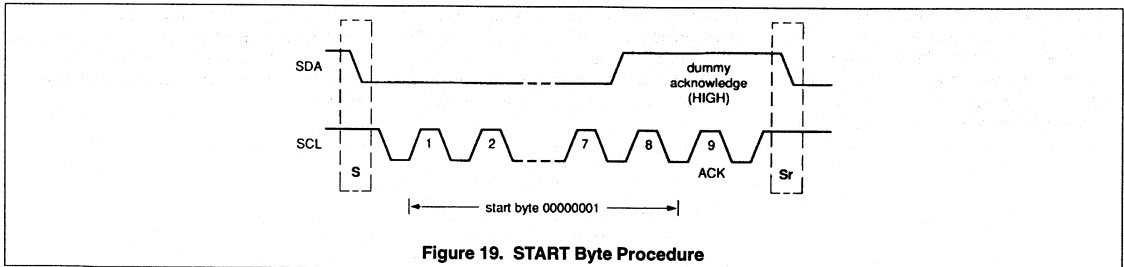 SDA
dummy
acknowledge
(HIGH)
SCL
1
2
7
8
9
S
ACK
Sr
start byte 00000001
Figure 19. START Byte Procedure